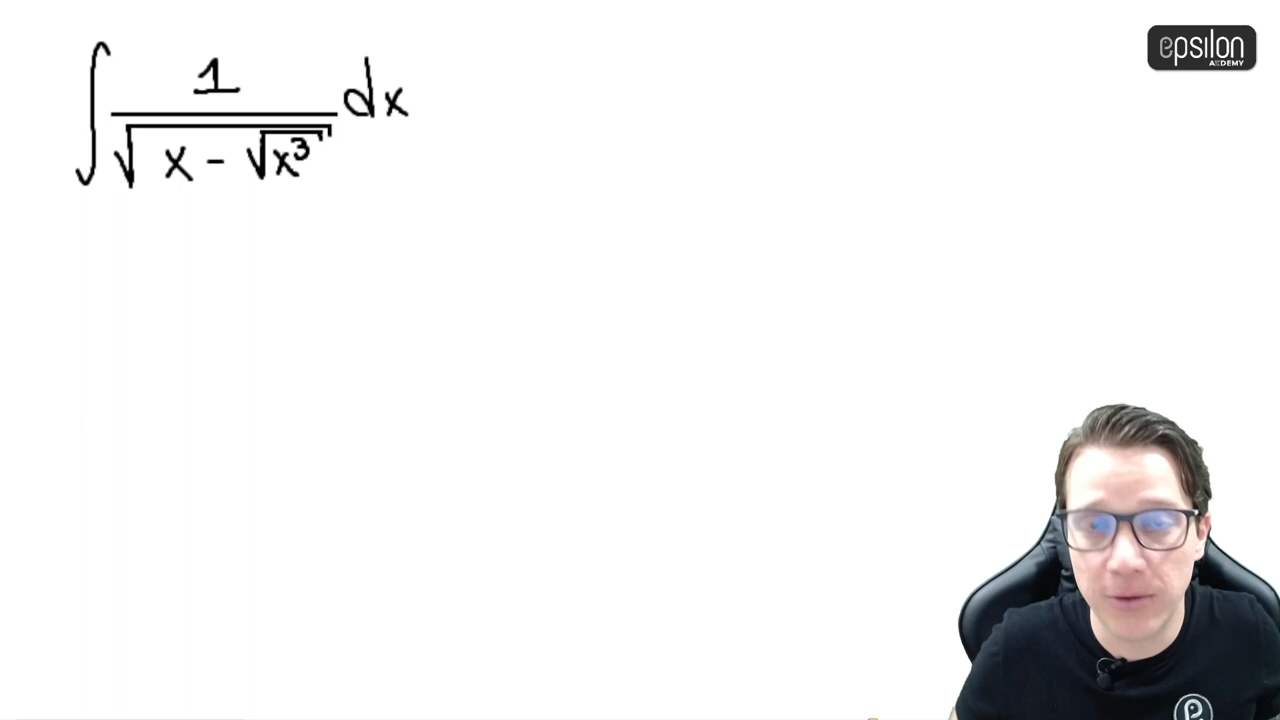 ∫ 1 / √(x - √(x³)) dx
epsilon
ACADEMY